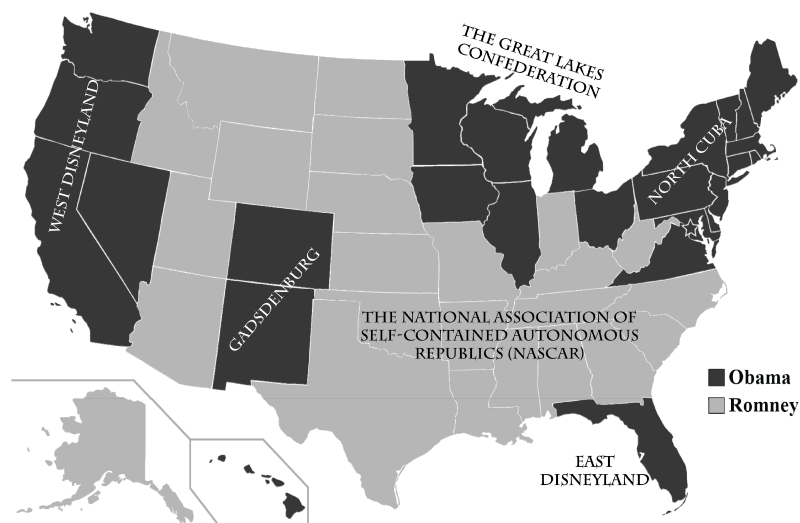 THE GREAT LAKES
CONFEDERATION
WEST DISNEYLAND
NORTH CUBA
GADSDENBURG
THE NATIONAL ASSOCIATION OF
SELF-CONTAINED AUTONOMOUS
REPUBLICS (NASCAR)
Obama
Romney
EAST
DISNEYLAND